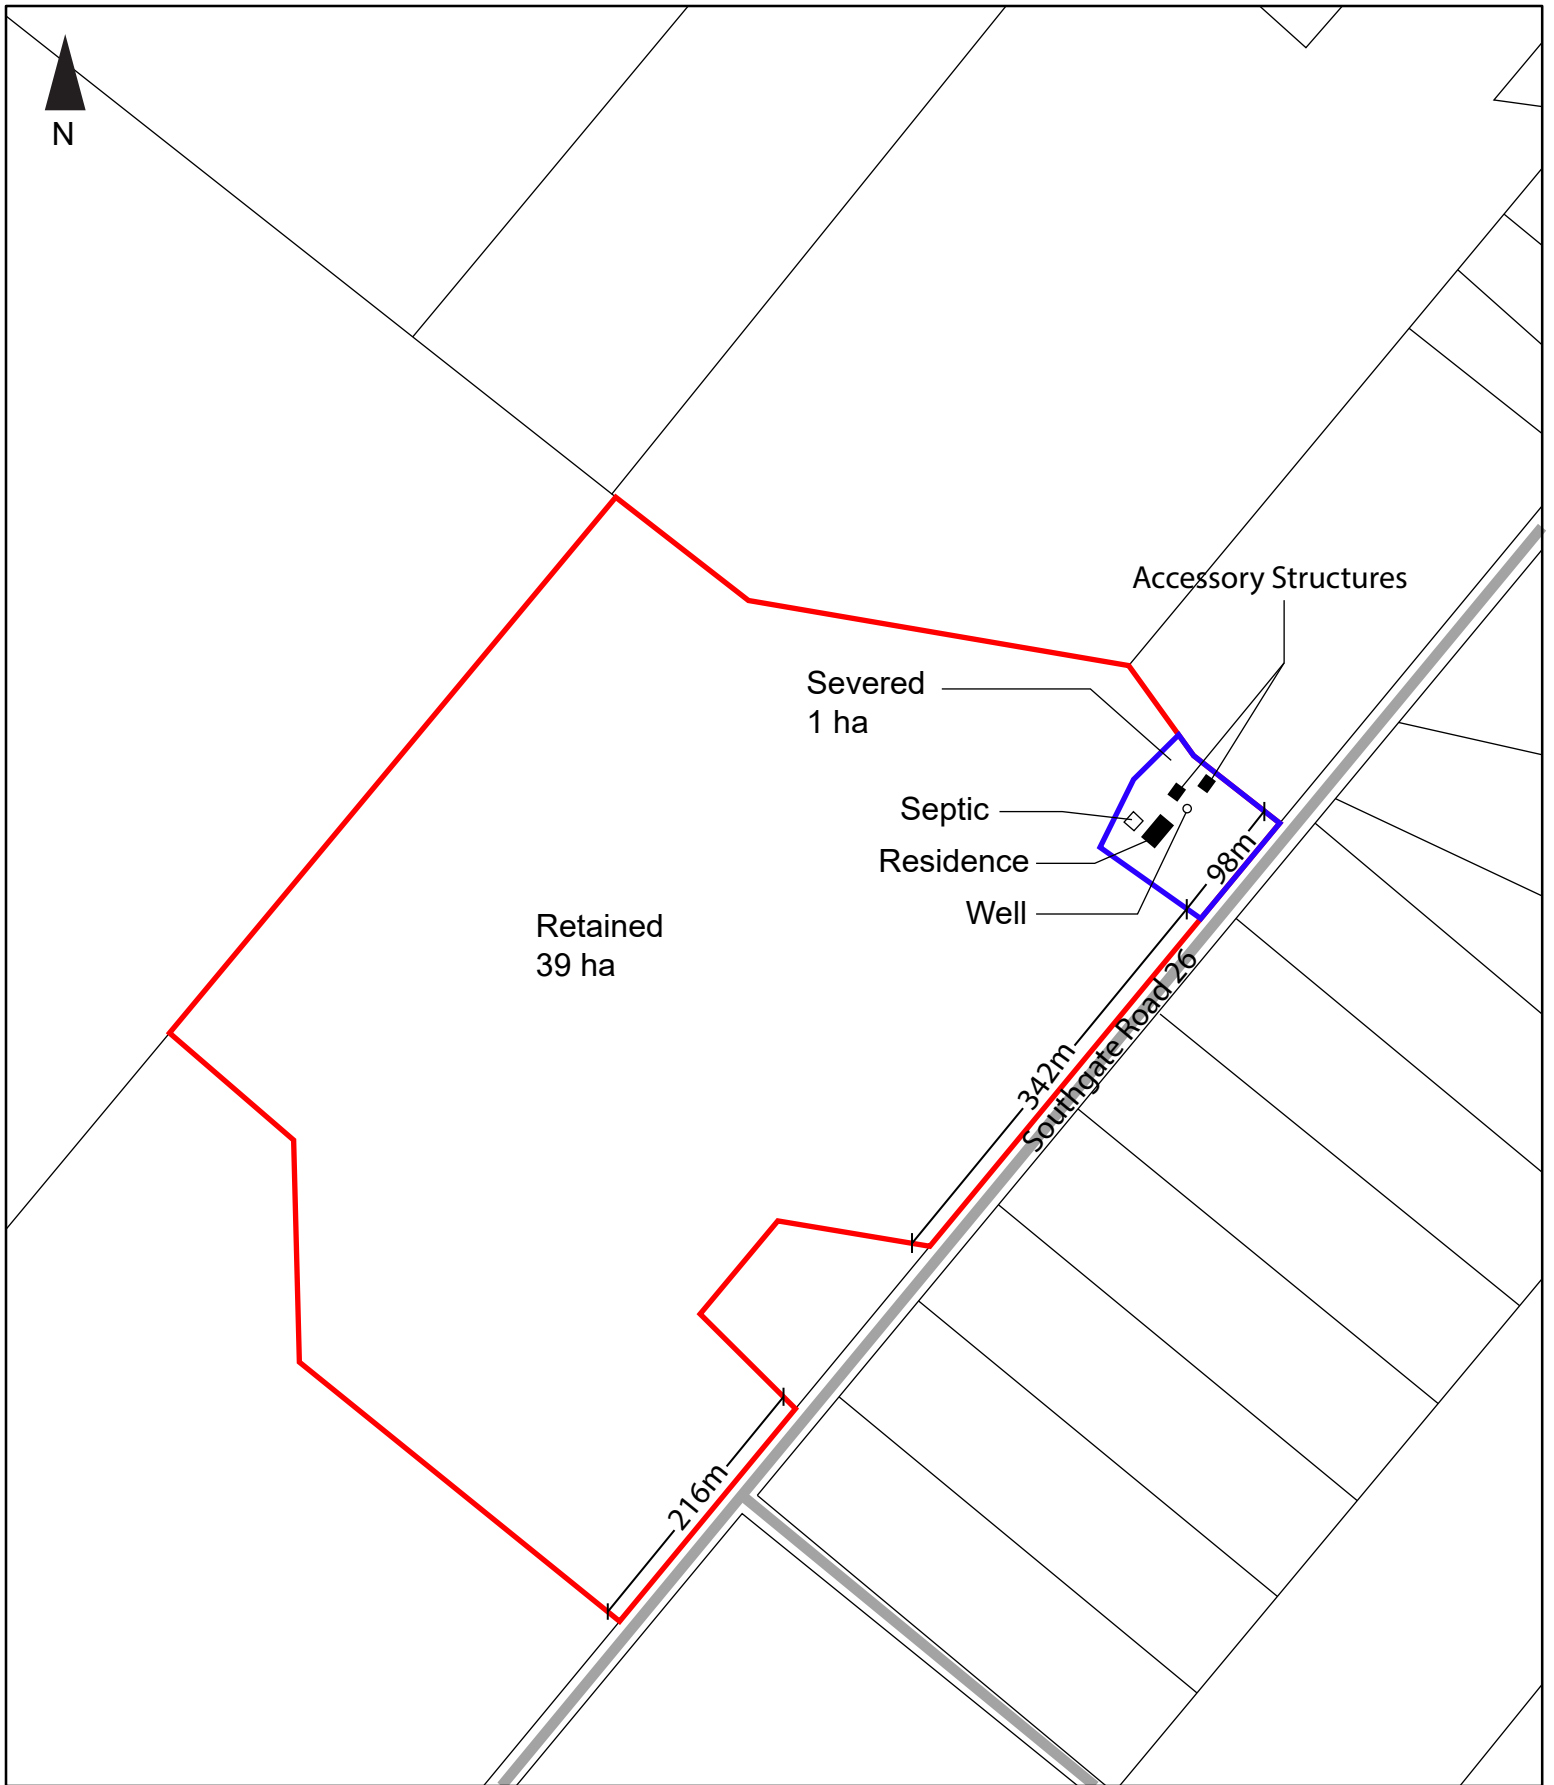 N
Accessory Structures
Severed
1 ha
Septic
98m
Residence
Well
Retained
39 ha
Southgate Road 26
342m
216m